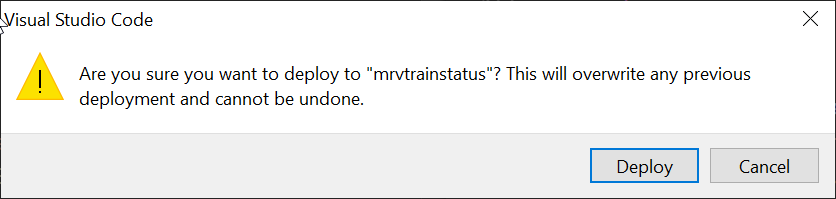 Visual Studio Code
Are you sure you want to deploy to "mrvtrainstatus"? This will overwrite any previous
deployment and cannot be undone.
Deploy
Cancel